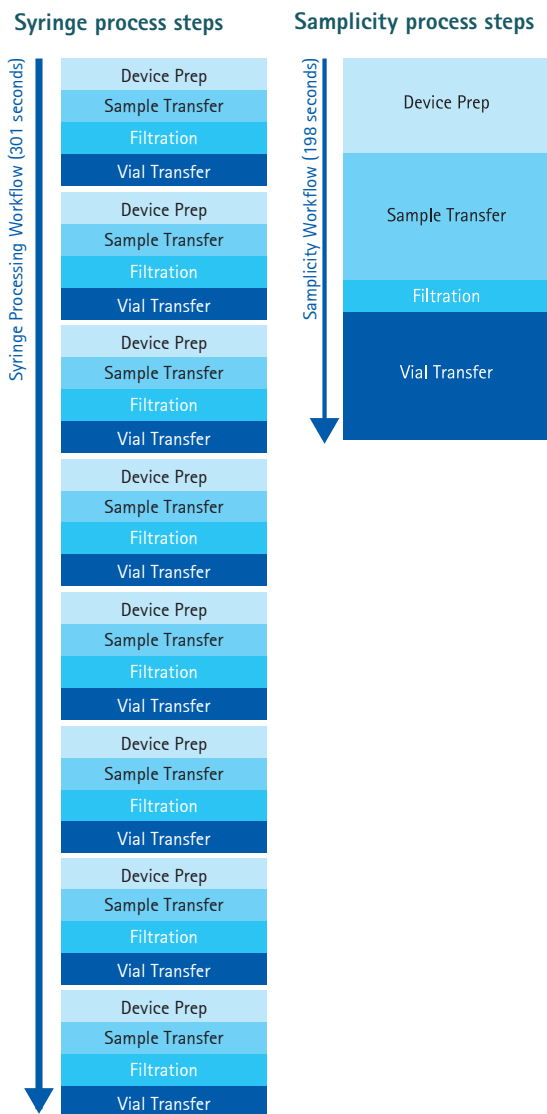 Syringe process steps
Syringe Processing Workflow (301 seconds)
Device Prep
Sample Transfer
Filtration
Vial Transfer
Device Prep
Sample Transfer
Filtration
Vial Transfer
Device Prep
Sample Transfer
Filtration
Vial Transfer
Device Prep
Sample Transfer
Filtration
Vial Transfer
Device Prep
Sample Transfer
Filtration
Vial Transfer
Device Prep
Sample Transfer
Filtration
Vial Transfer
Device Prep
Sample Transfer
Filtration
Vial Transfer
Device Prep
Sample Transfer
Filtration
Vial Transfer
Samplicity process steps
Samplicity Workflow (198 seconds)
Device Prep
Sample Transfer
Filtration
Vial Transfer